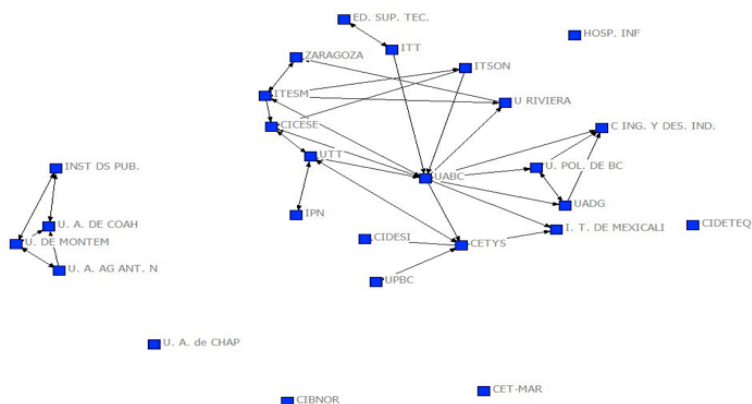 ED. SUP. TEC.
HOSP. INF
ITT
ZARAGOZA
ITSON
ITESM
U RIVIERA
CICESE
C ING. Y DES. IND.
UTT
INST DS PUB.
U. POL. DE BC
UABC
UADG
IPN
U. A. DE COAH
CIDETEQ
I. T. DE MEXICALI
CIDESI
U. DE MONTEM
CETYS
U. A. AG ANT. N
UPBC
U. A. de CHAP
CET-MAR
CIBNOR